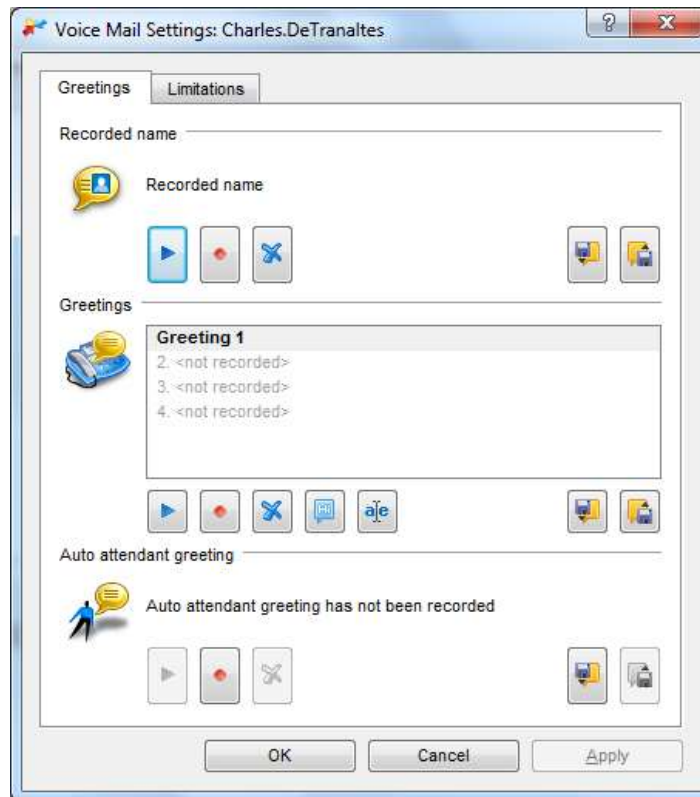 Voice Mail Settings: Charles.DeTranaltes
Greetings
Limitations
Recorded name
Recorded name
Greetings
Greeting 1
2. <not recorded>
3. <not recorded>
4. <not recorded>
a|e
Auto attendant greeting
Auto attendant greeting has not been recorded
OK
Cancel
Apply